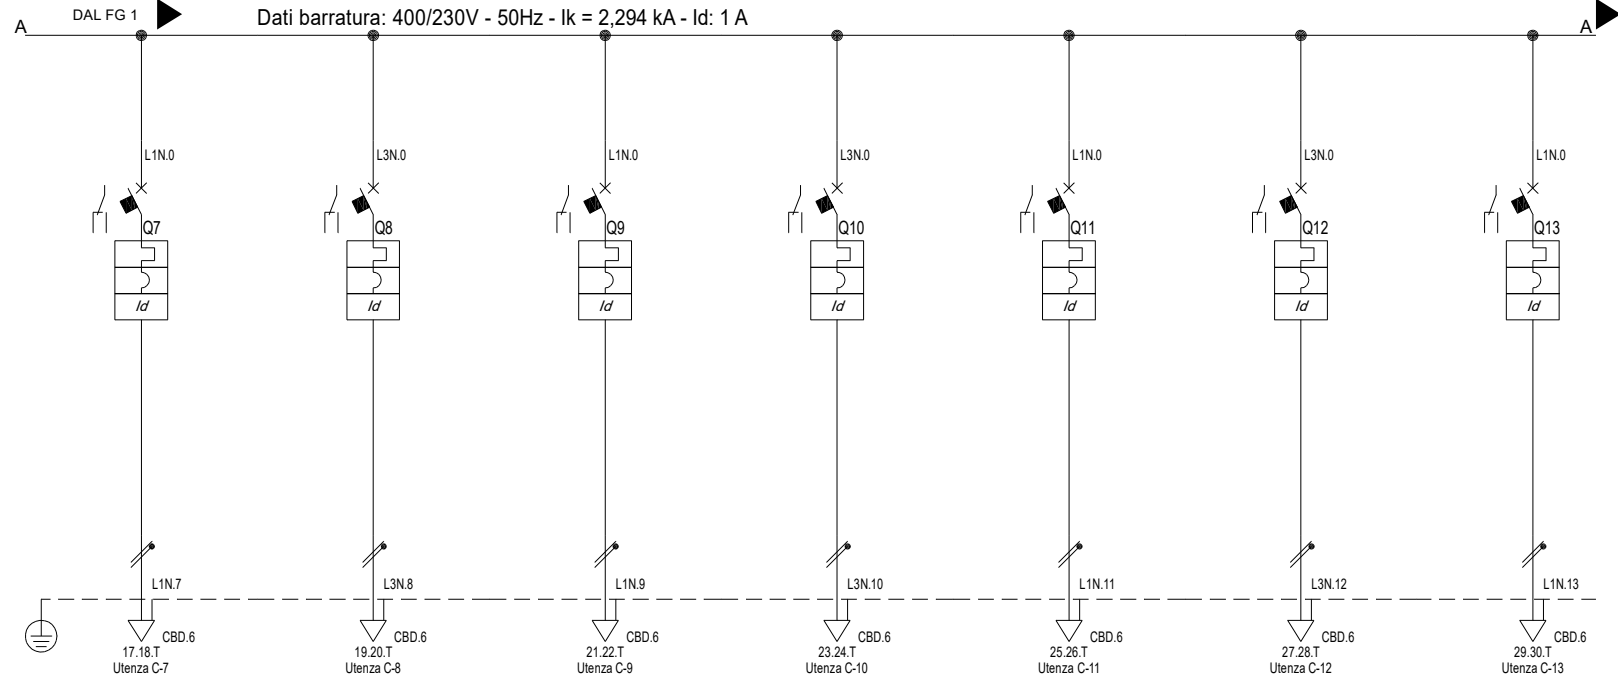 DAL FG 1
Dati barratura: 400/230V - 50Hz - Ik = 2,294 kA - Id: 1 A
A A
L1N.0 L3N.0 L1N.0 L3N.0 L1N.0 L3N.0 L1N.0
Q7 Q8 Q9 Q10 Q11 Q12 Q13
Id Id Id Id Id Id Id
L1N.7 L3N.8 L1N.9 L3N.10 L1N.11 L3N.12 L1N.13
CBD.6 CBD.6 CBD.6 CBD.6 CBD.6 CBD.6 CBD.6
17.18.T 19.20.T 21.22.T 23.24.T 25.26.T 27.28.T 29.30.T
Utenza C-7 Utenza C-8 Utenza C-9 Utenza C-10 Utenza C-11 Utenza C-12 Utenza C-13